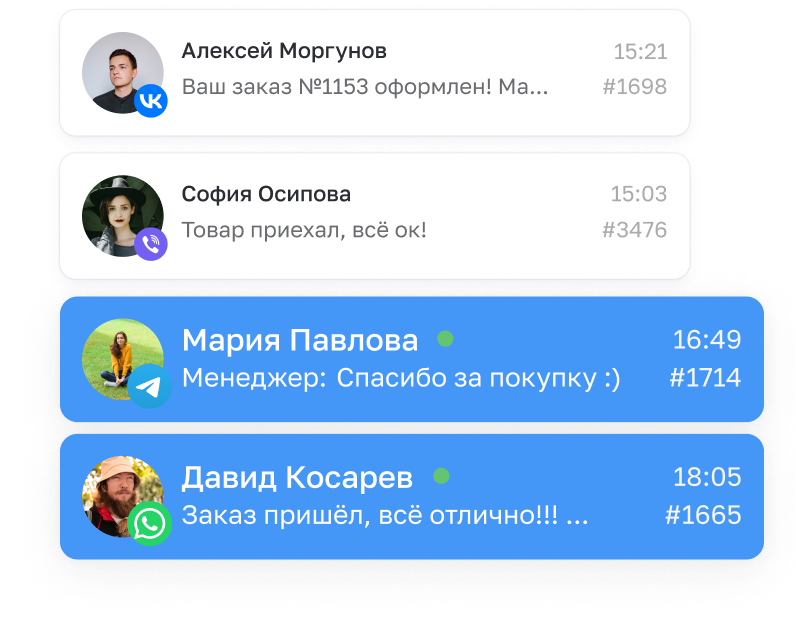 Алексей Моргунов 15:21
Ваш заказ №1153 оформлен! Ма... #1698
София Осипова 15:03
Товар приехал, всё ок! #3476
Мария Павлова 16:49
Менеджер: Спасибо за покупку :) #1714
Давид Косарев 18:05
Заказ пришёл, всё отлично!!! ... #1665